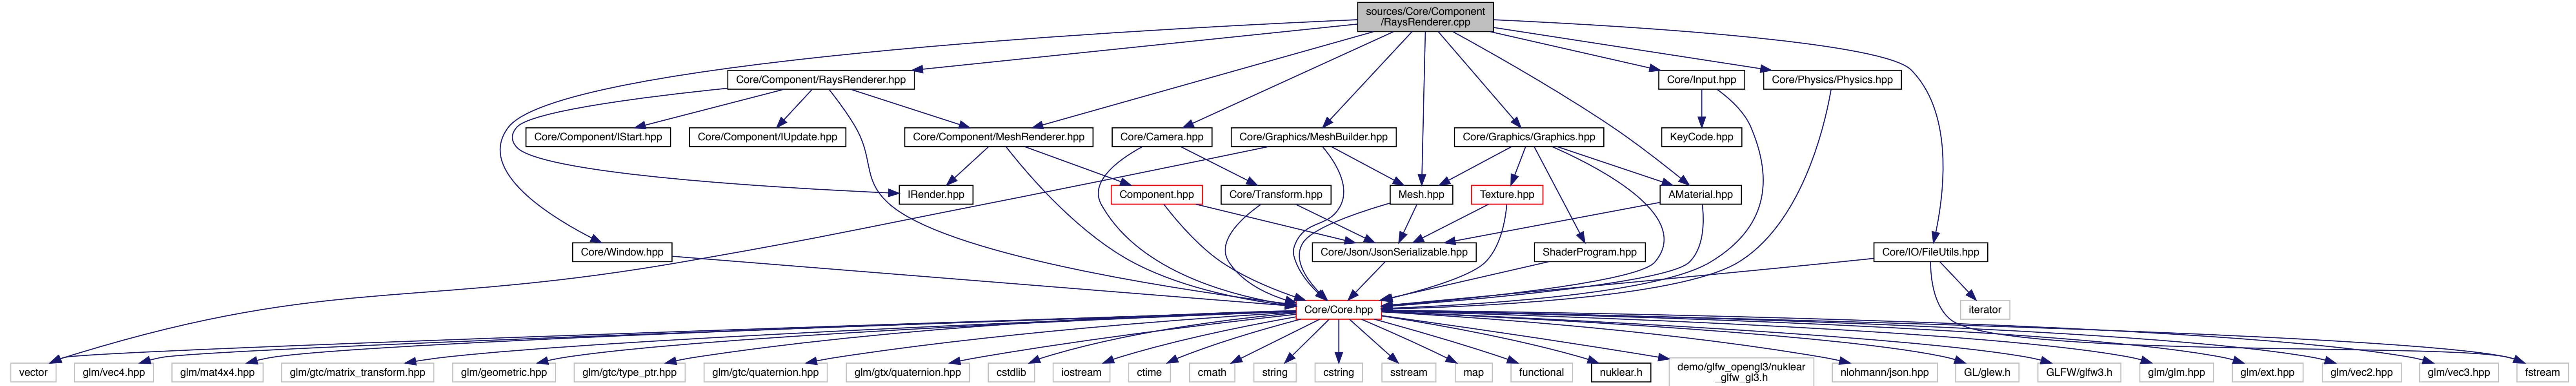 sources/Core/Component
/RaysRenderer.cpp
Core/Component/RaysRenderer.hpp
Core/Input.hpp
Core/Physics/Physics.hpp
Core/Component/IStart.hpp
Core/Component/IUpdate.hpp
Core/Component/MeshRenderer.hpp
Core/Camera.hpp
Core/Graphics/MeshBuilder.hpp
Core/Graphics/Graphics.hpp
KeyCode.hpp
IRender.hpp
Component.hpp
Core/Transform.hpp
Mesh.hpp
Texture.hpp
AMaterial.hpp
Core/Window.hpp
Core/Json/JsonSerializable.hpp
ShaderProgram.hpp
Core/IO/FileUtils.hpp
Core/Core.hpp
iterator
vector
glm/vec4.hpp
glm/mat4x4.hpp
glm/gtc/matrix_transform.hpp
glm/geometric.hpp
glm/gtc/type_ptr.hpp
glm/gtc/quaternion.hpp
glm/gtx/quaternion.hpp
cstdlib
iostream
ctime
cmath
string
cstring
sstream
map
functional
nuklear.h
demo/glfw_opengl3/nuklear
_glfw_gl3.h
nlohmann/json.hpp
GL/glew.h
GLFW/glfw3.h
glm/glm.hpp
glm/ext.hpp
glm/vec2.hpp
glm/vec3.hpp
fstream